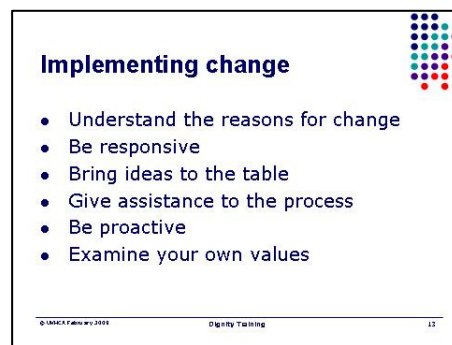 Implementing change
• Understand the reasons for change
• Be responsive
• Bring ideas to the table
• Give assistance to the process
• Be proactive
• Examine your own values
Dignity Training